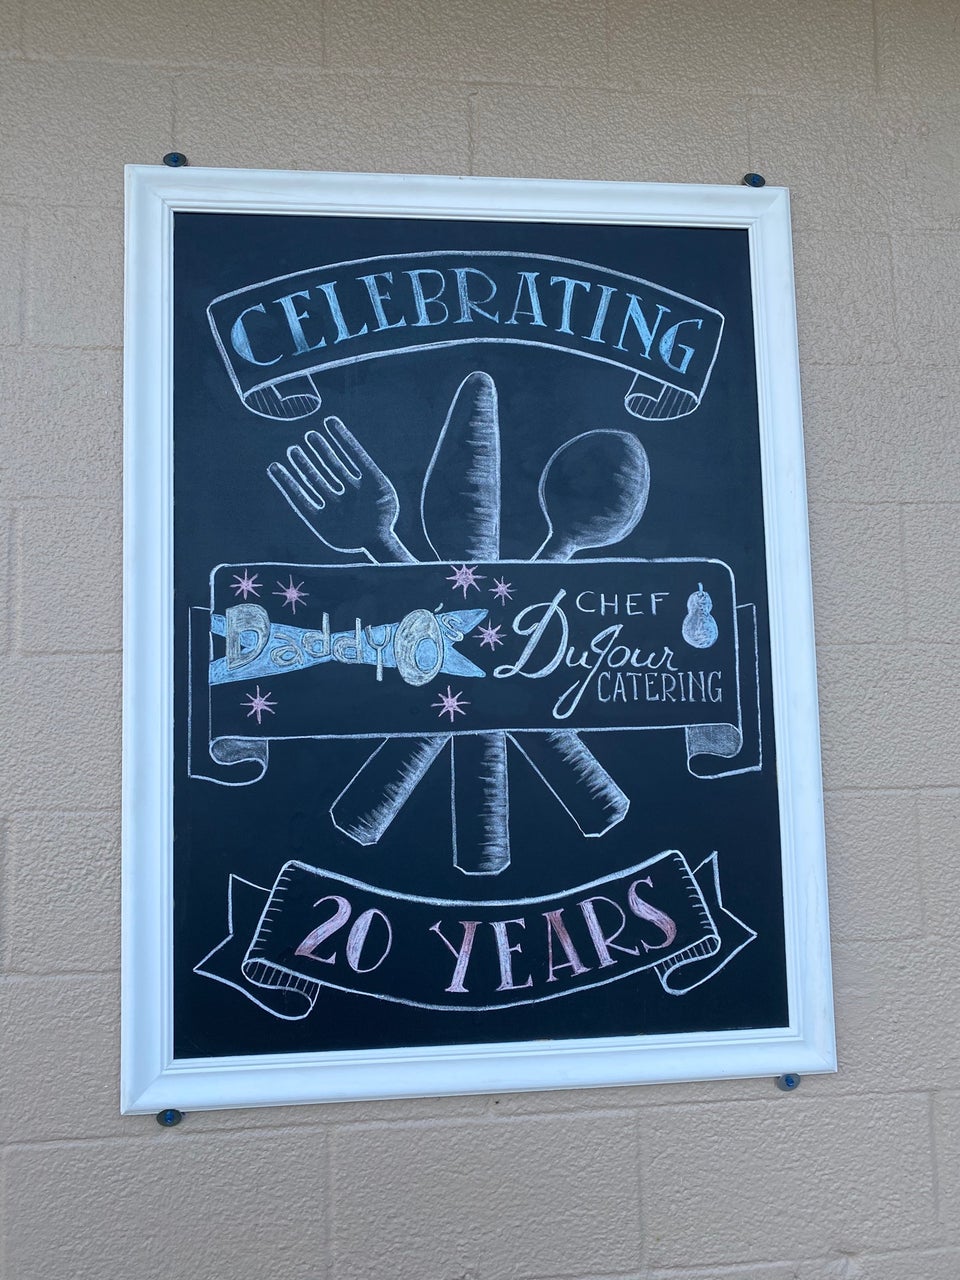 CELEBRATING
DaddyO's
CHEF
DuJour
CATERING
20 YEARS